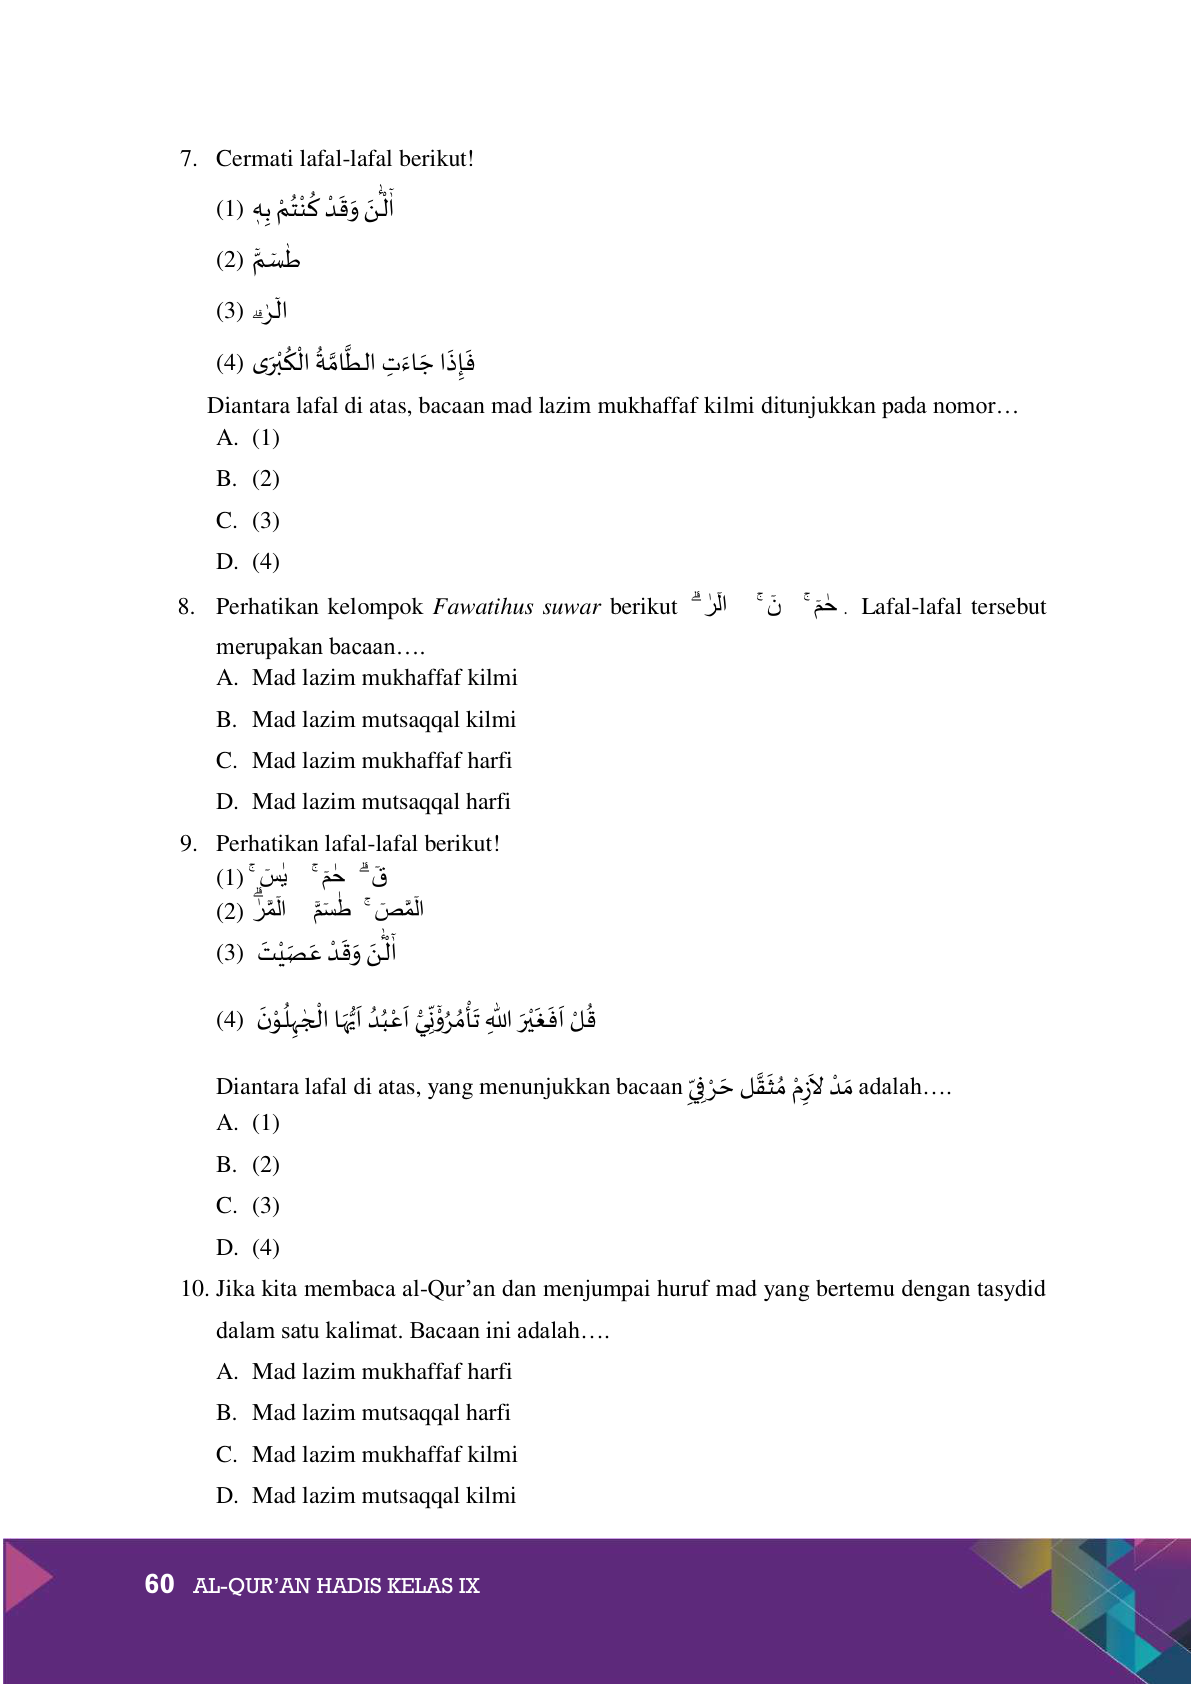 7. Cermati lafal-lafal berikut!
(1) اٰۤلْـٰٔنَ وَقَدْ كُنْتُمْ بِهٖ
(2) طٰسۤمّۤ
(3) الۤرٰۗ
(4) فَإِذَا جَاءَتِ الطَّامَّةُ الْكُبْرَى
Diantara lafal di atas, bacaan mad lazim mukhaffaf kilmi ditunjukkan pada nomor…
A. (1)
B. (2)
C. (3)
D. (4)
8. Perhatikan kelompok Fawatihus suwar berikut حٰمۤ ۚ نۤ ۚ الۤرٰ ۗ . Lafal-lafal tersebut
merupakan bacaan….
A. Mad lazim mukhaffaf kilmi
B. Mad lazim mutsaqqal kilmi
C. Mad lazim mukhaffaf harfi
D. Mad lazim mutsaqqal harfi
9. Perhatikan lafal-lafal berikut!
(1) قۤ ۗ حٰمۤ ۚ يٰسۤ ۚ
(2) الۤمّۤصۤ ۚ طٰسۤمّۤ الۤمّۤرٰۗ
(3) اٰۤلْـٰٔنَ وَقَدْ عَصَيْتَ
(4) قُلْ اَفَغَيْرَ اللهِ تَأْمُرُوْۤنِّيْٓ اَعْبُدُ اَيُّهَا الْجٰهِلُوْنَ
Diantara lafal di atas, yang menunjukkan bacaan مَدْ لاَزِمْ مُثَقَّل حَرْفِيّ adalah….
A. (1)
B. (2)
C. (3)
D. (4)
10. Jika kita membaca al-Qur’an dan menjumpai huruf mad yang bertemu dengan tasydid
dalam satu kalimat. Bacaan ini adalah….
A. Mad lazim mukhaffaf harfi
B. Mad lazim mutsaqqal harfi
C. Mad lazim mukhaffaf kilmi
D. Mad lazim mutsaqqal kilmi
60 AL-QUR’AN HADIS KELAS IX